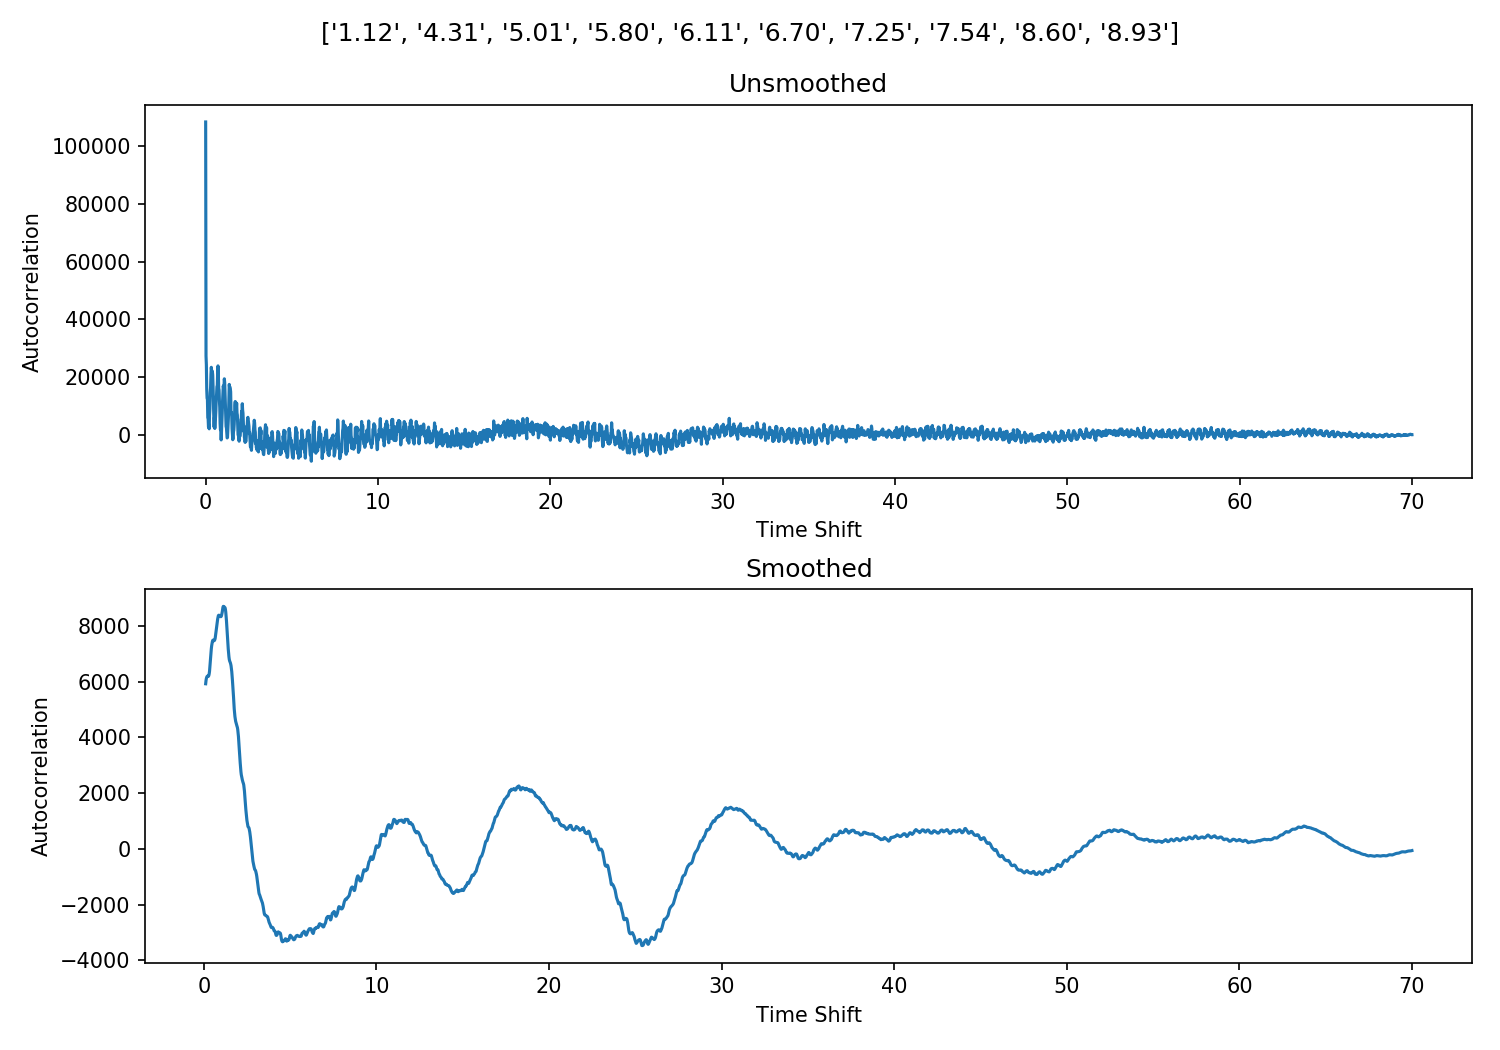 ['1.12', '4.31', '5.01', '5.80', '6.11', '6.70', '7.25', '7.54', '8.60', '8.93']
Unsmoothed
Autocorrelation
100000
80000
60000
40000
20000
0
0 10 20 30 40 50 60 70
Time Shift
Smoothed
Autocorrelation
8000
6000
4000
2000
0
−2000
−4000
0 10 20 30 40 50 60 70
Time Shift